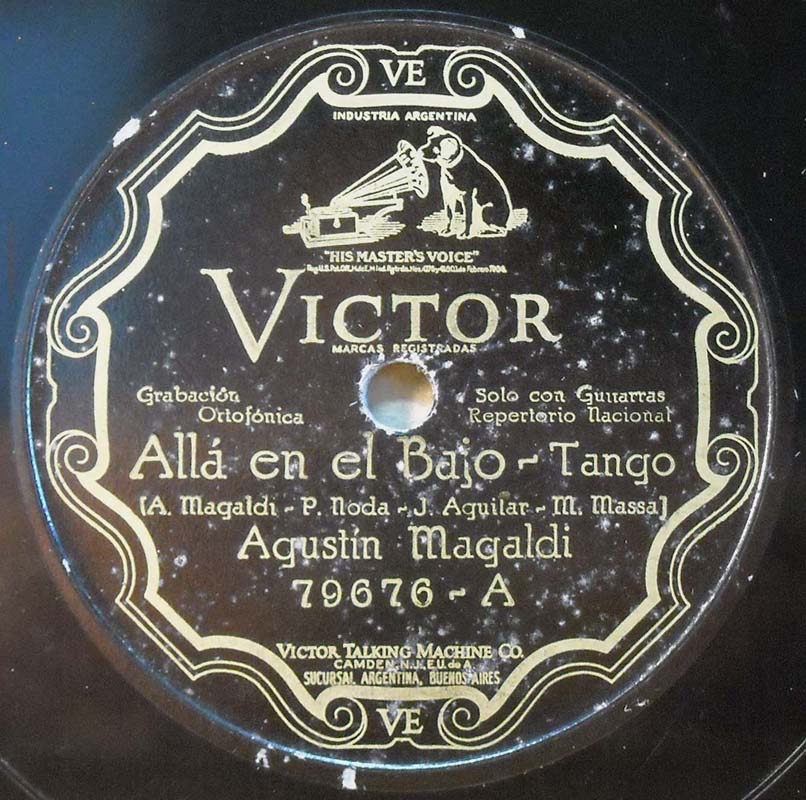 VE
INDUSTRIA ARGENTINA
"HIS MASTER'S VOICE"
VICTOR
MARCAS REGISTRADAS
Grabación Ortofónica
Solo con Guitarras
Repertorio Nacional
Allá en el Bajo - Tango
[A. Magaldi - P. Noda - J. Aguilar - M. Massa]
Agustín Magaldi
79676 - A
VICTOR TALKING MACHINE CO.
CAMDEN, N.J., E.U. de A
SUCURSAL ARGENTINA, BUENOS AIRES
VE